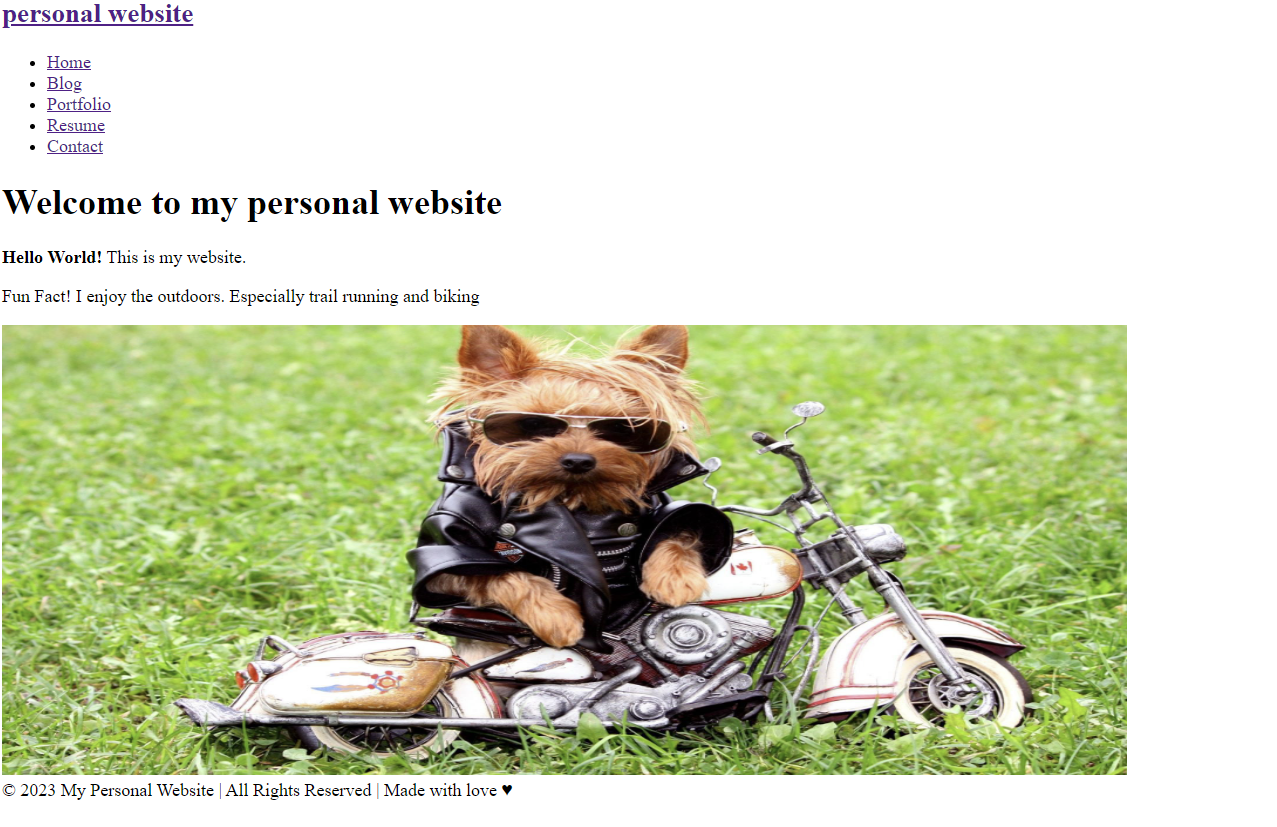 personal website
Home
Blog
Portfolio
Resume
Contact
Welcome to my personal website
Hello World! This is my website.
Fun Fact! I enjoy the outdoors. Especially trail running and biking
© 2023 My Personal Website | All Rights Reserved | Made with love ♥